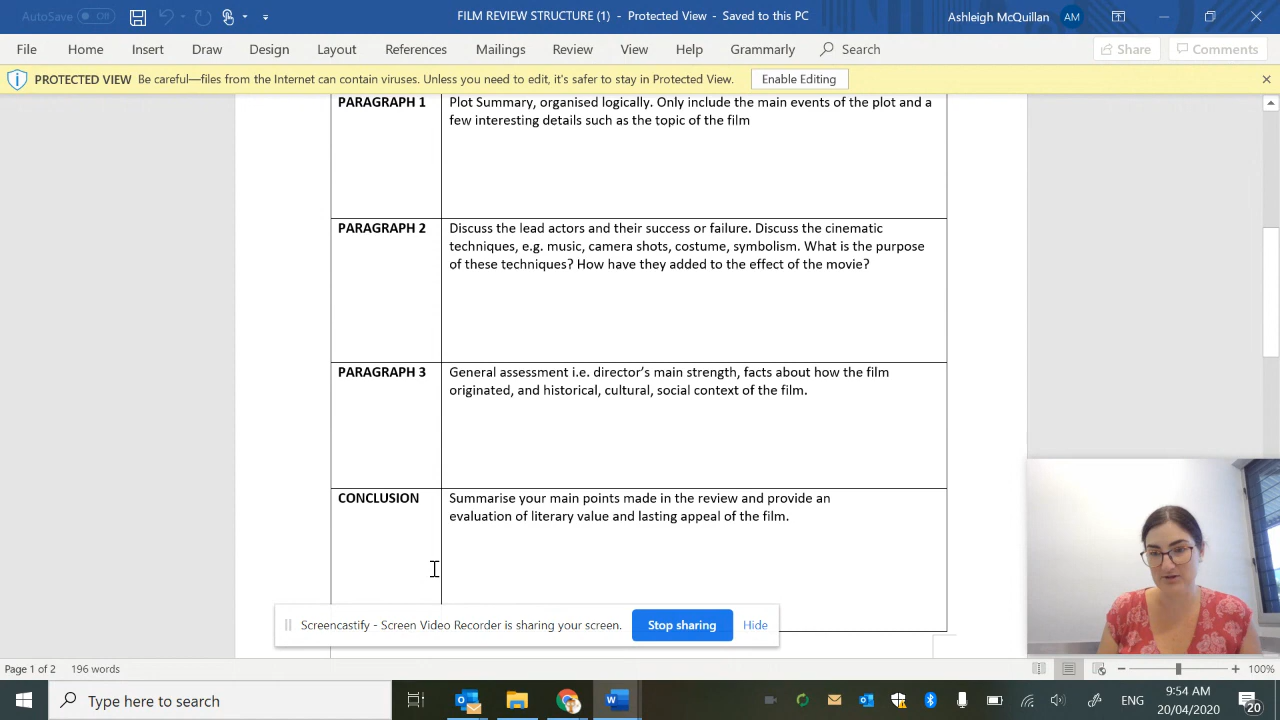 AutoSave Off
FILM REVIEW STRUCTURE (1) - Protected View - Saved to this PC
Ashleigh McQuillan AM
File Home Insert Draw Design Layout References Mailings Review View Help Grammarly Search Share Comments
PROTECTED VIEW Be careful—files from the Internet can contain viruses. Unless you need to edit, it's safer to stay in Protected View. Enable Editing
PARAGRAPH 1 Plot Summary, organised logically. Only include the main events of the plot and a
few interesting details such as the topic of the film
PARAGRAPH 2 Discuss the lead actors and their success or failure. Discuss the cinematic
techniques, e.g. music, camera shots, costume, symbolism. What is the purpose
of these techniques? How have they added to the effect of the movie?
PARAGRAPH 3 General assessment i.e. director's main strength, facts about how the film
originated, and historical, cultural, social context of the film.
CONCLUSION Summarise your main points made in the review and provide an
evaluation of literary value and lasting appeal of the film.
Screencastify - Screen Video Recorder is sharing your screen. Stop sharing Hide
Page 1 of 2 196 words 100%
Type here to search
ENG
9:54 AM
20/04/2020
20